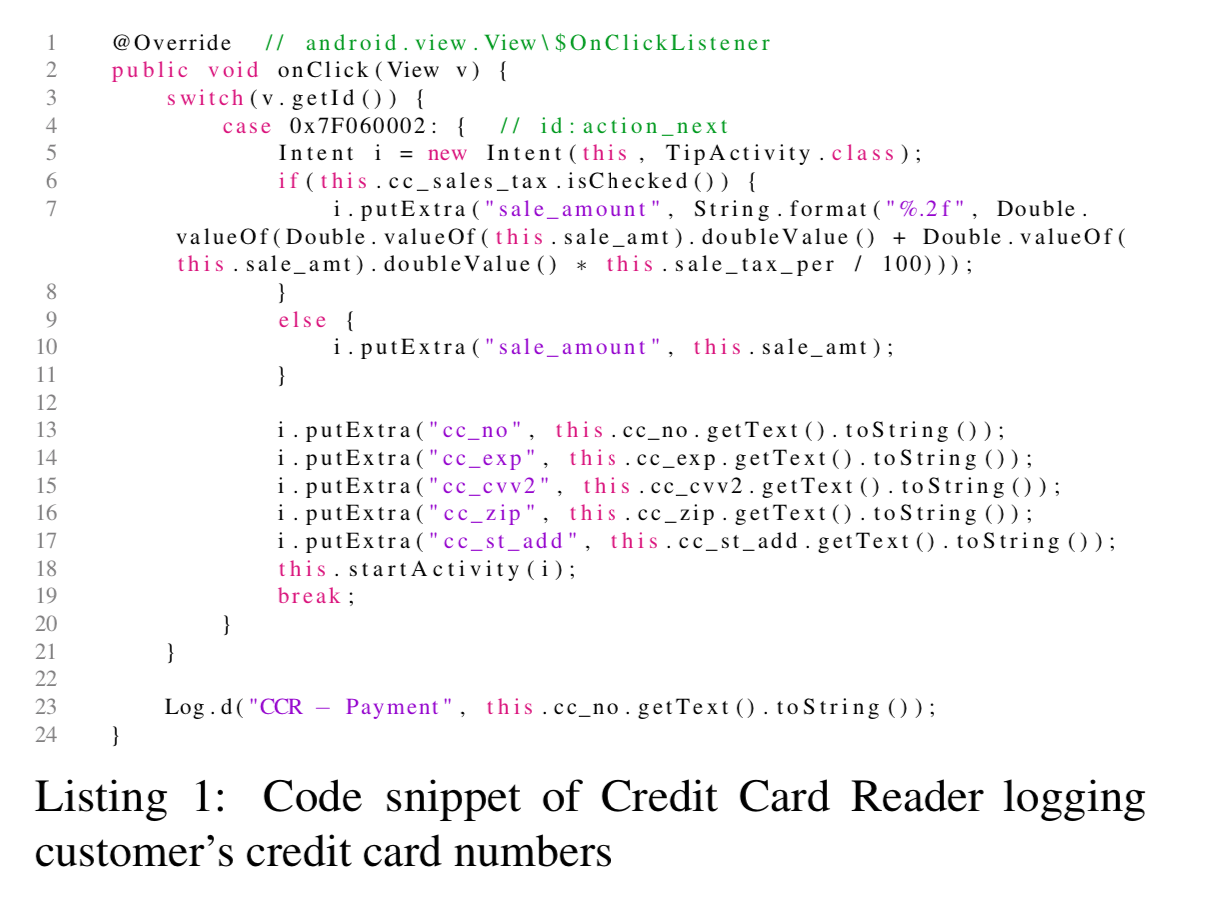 1 @Override // android.view.View\$OnClickListener
2 public void onClick(View v) {
3 switch(v.getId()) {
4 case 0x7F060002: { // id:action_next
5 Intent i = new Intent(this, TipActivity.class);
6 if(this.cc_sales_tax.isChecked()) {
7 i.putExtra("sale_amount", String.format("%.2f", Double.
valueOf(Double.valueOf(this.sale_amt).doubleValue() + Double.valueOf(
this.sale_amt).doubleValue() * this.sale_tax_per / 100)));
8 }
9 else {
10 i.putExtra("sale_amount", this.sale_amt);
11 }
12
13 i.putExtra("cc_no", this.cc_no.getText().toString());
14 i.putExtra("cc_exp", this.cc_exp.getText().toString());
15 i.putExtra("cc_cvv2", this.cc_cvv2.getText().toString());
16 i.putExtra("cc_zip", this.cc_zip.getText().toString());
17 i.putExtra("cc_st_add", this.cc_st_add.getText().toString());
18 this.startActivity(i);
19 break;
20 }
21 }
22
23 Log.d("CCR – Payment", this.cc_no.getText().toString());
24 }
Listing 1: Code snippet of Credit Card Reader logging
customer's credit card numbers